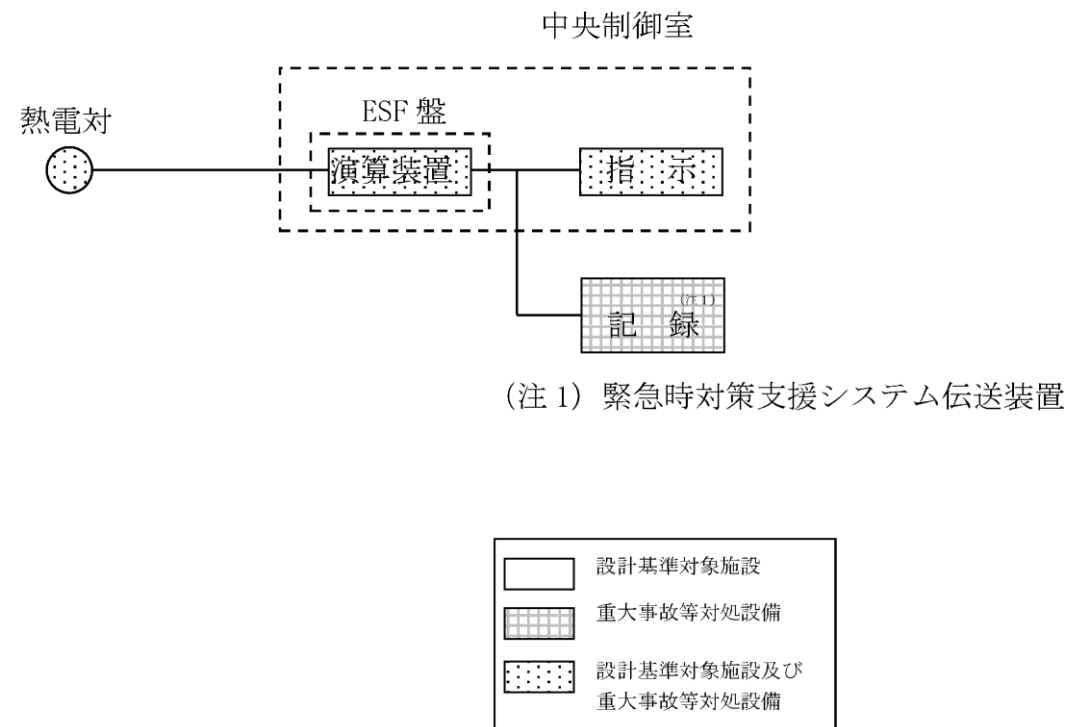 中央制御室
熱電対
ESF 盤
演算装置
指 示
(注 1)
記 録
(注 1) 緊急時対策支援システム伝送装置
設計基準対象施設
重大事故等対処設備
設計基準対象施設及び
重大事故等対処設備